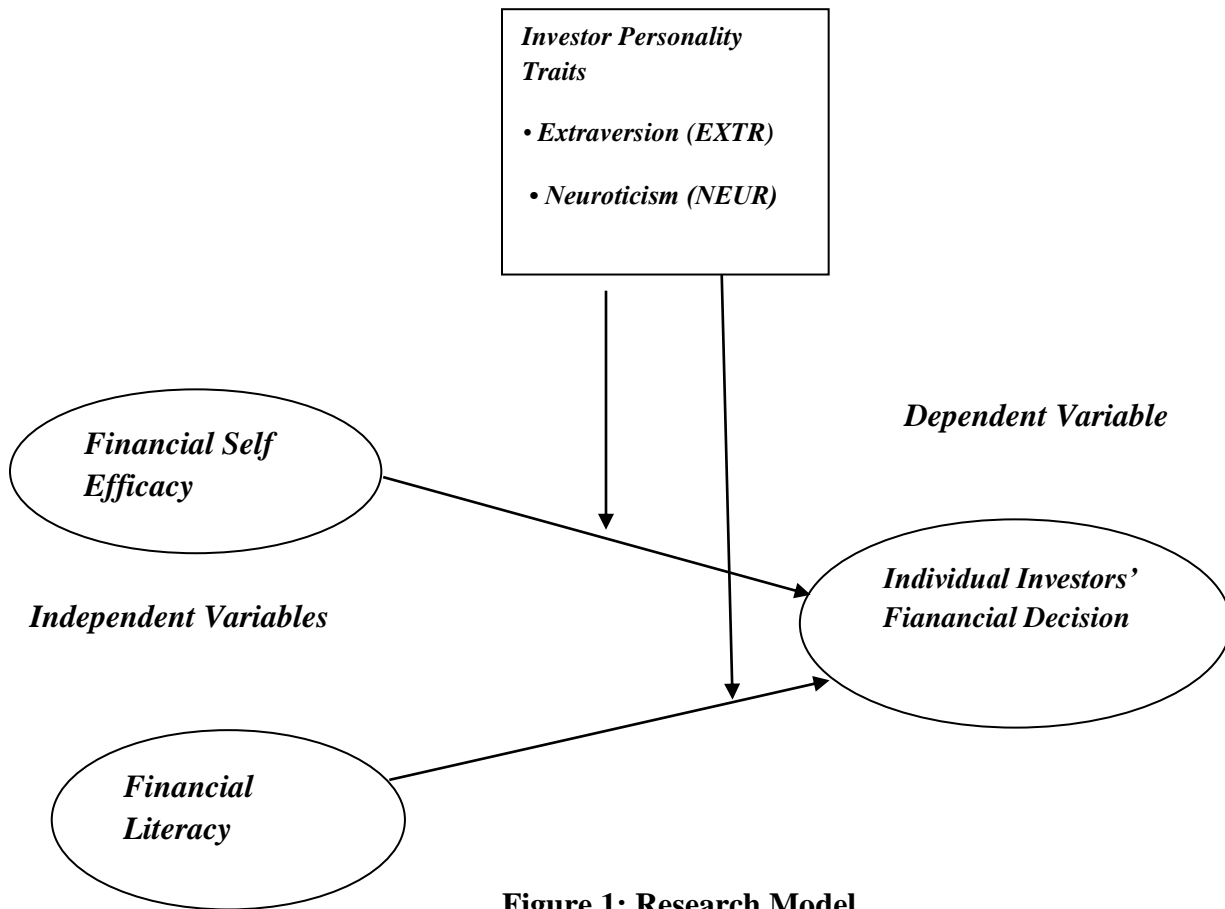 Investor Personality
Traits
• Extraversion (EXTR)
• Neuroticism (NEUR)
Dependent Variable
Financial Self
Efficacy
Individual Investors’
Fianancial Decision
Independent Variables
Financial
Literacy
Figure 1: Research Model